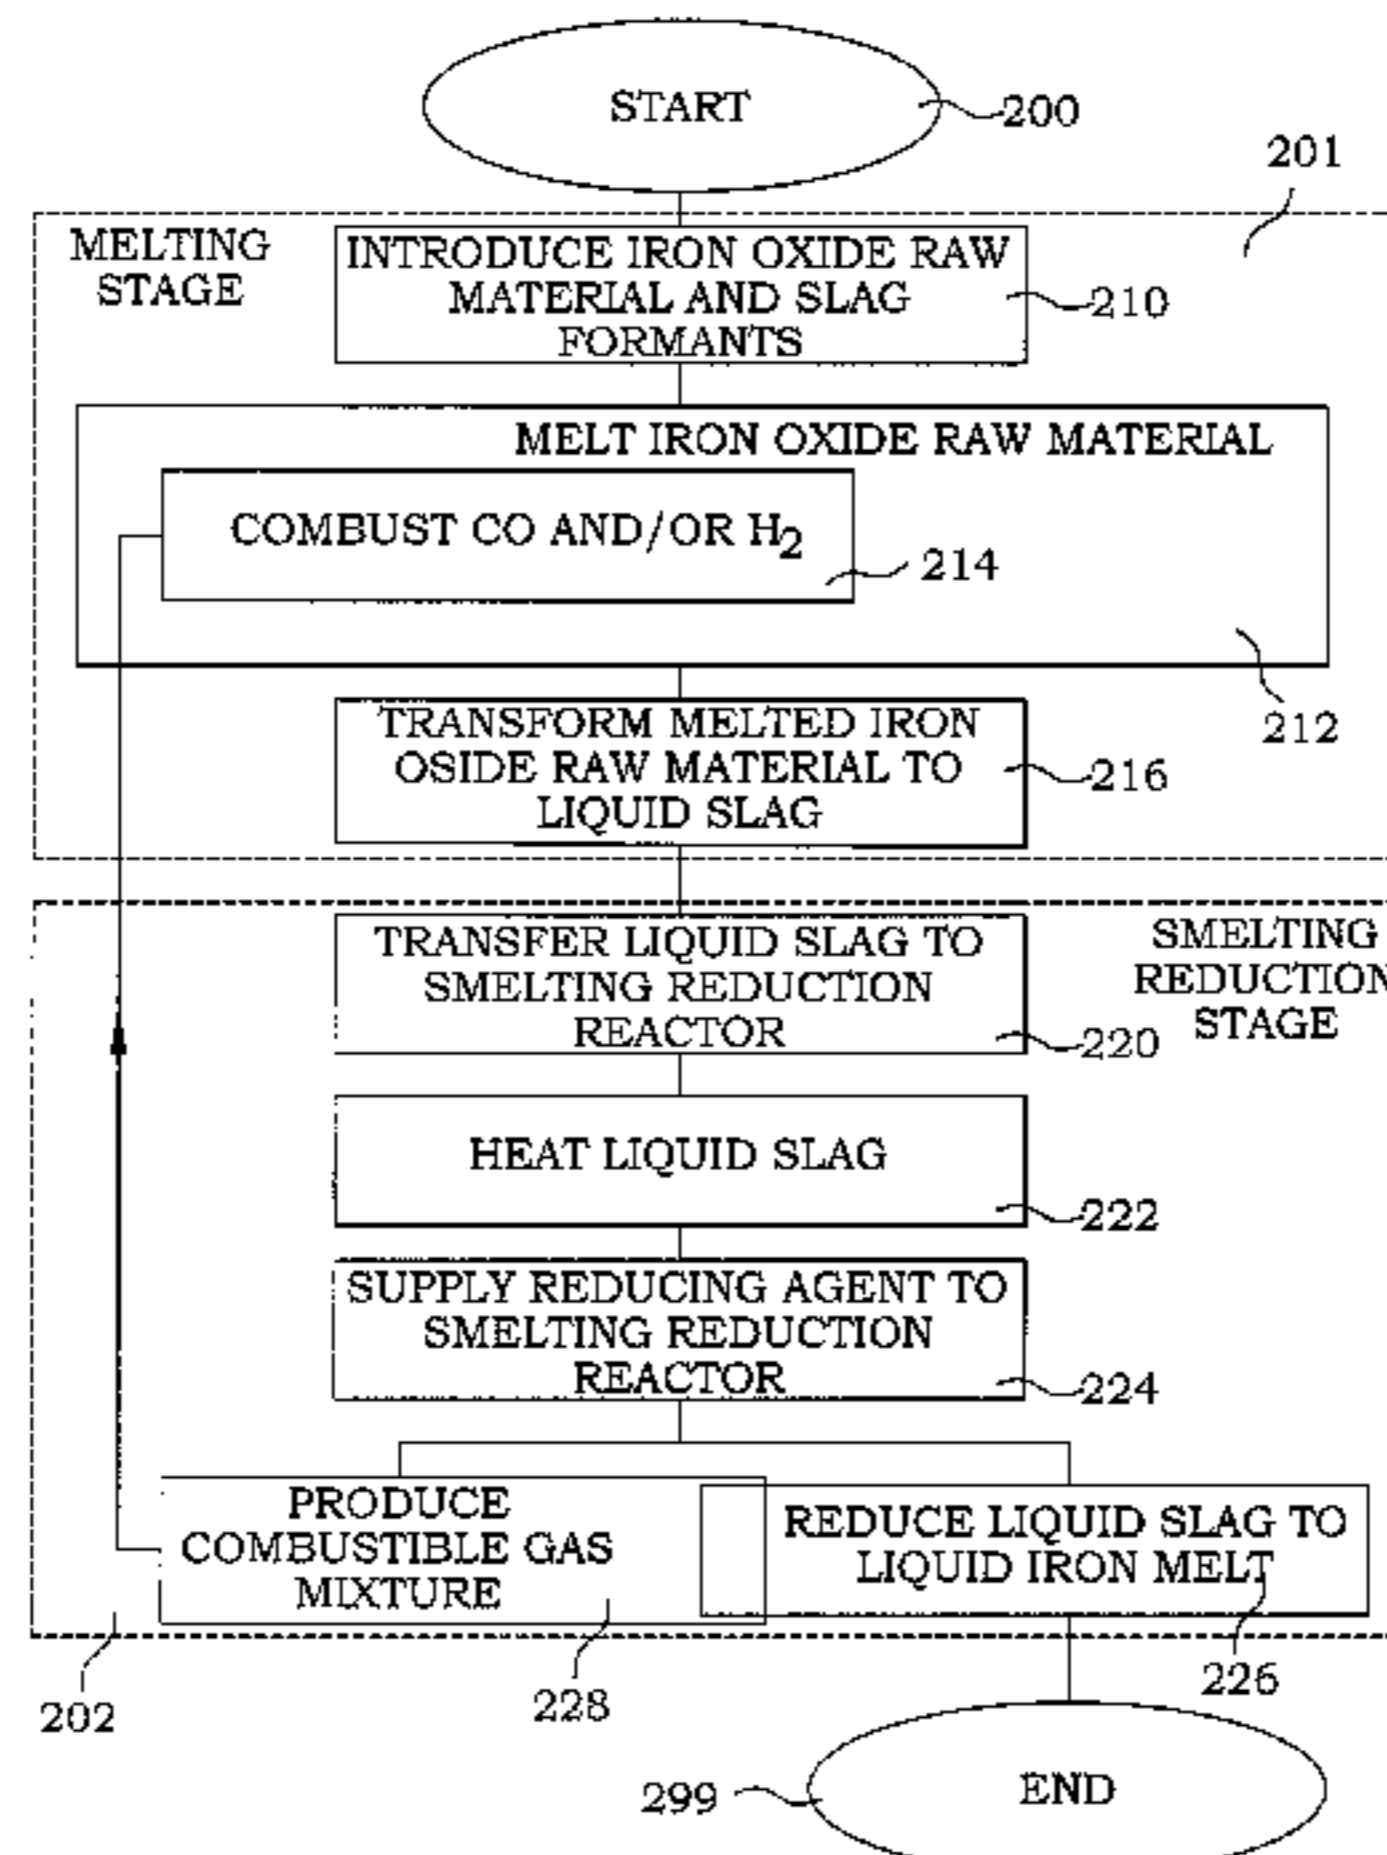 START
200
201
MELTING
STAGE
INTRODUCE IRON OXIDE RAW
MATERIAL AND SLAG
FORMANTS
210
MELT IRON OXIDE RAW MATERIAL
COMBUST CO AND/OR H2
214
212
TRANSFORM MELTED IRON
OSIDE RAW MATERIAL TO
LIQUID SLAG
216
TRANSFER LIQUID SLAG TO
SMELTING REDUCTION
REACTOR
220
SMELTING
REDUCTION
STAGE
HEAT LIQUID SLAG
222
SUPPLY REDUCING AGENT TO
SMELTING REDUCTION
REACTOR
224
PRODUCE
COMBUSTIBLE GAS
MIXTURE
REDUCE LIQUID SLAG TO
LIQUID IRON MELT
202
228
226
299
END